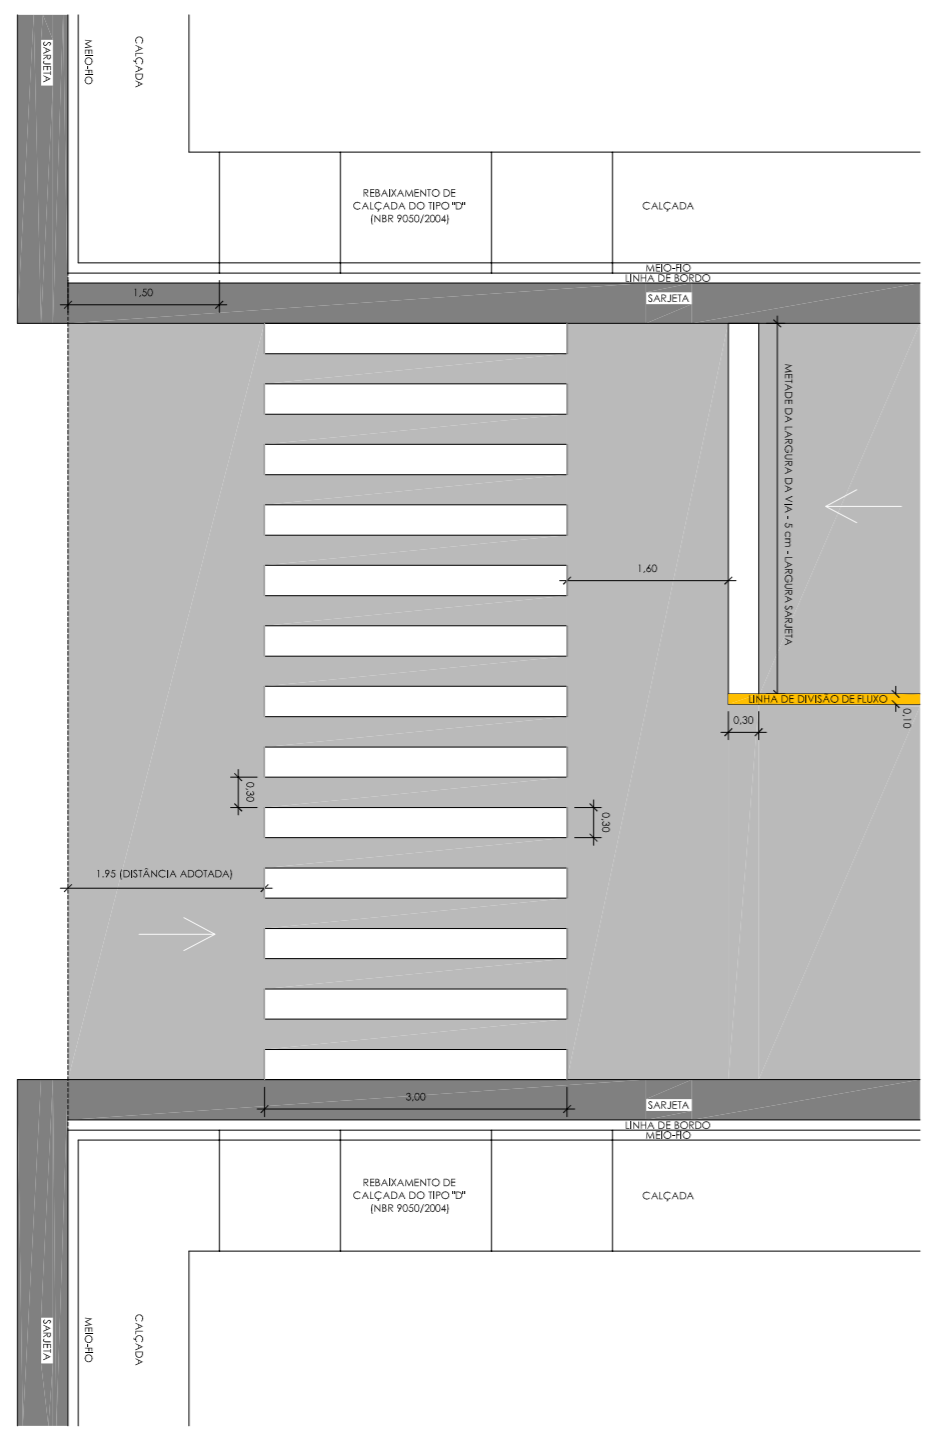 SARJETA
MEIO-FIO
CALÇADA
REBAIXAMENTO DE
CALÇADA DO TIPO "D"
(NBR 9050/2004)
CALÇADA
MEIO-FIO
LINHA DE BORDO
1,50
SARJETA
METADE DA LARGURA DA VIA - 5 cm - LARGURA SARJETA
1,60
LINHA DE DIVISÃO DE FLUXO
0,10
0,30
0,30
0,30
1.95 (DISTÂNCIA ADOTADA)
3,00
SARJETA
LINHA DE BORDO
MEIO-FIO
REBAIXAMENTO DE
CALÇADA DO TIPO "D"
(NBR 9050/2004)
CALÇADA
SARJETA
MEIO-FIO
CALÇADA